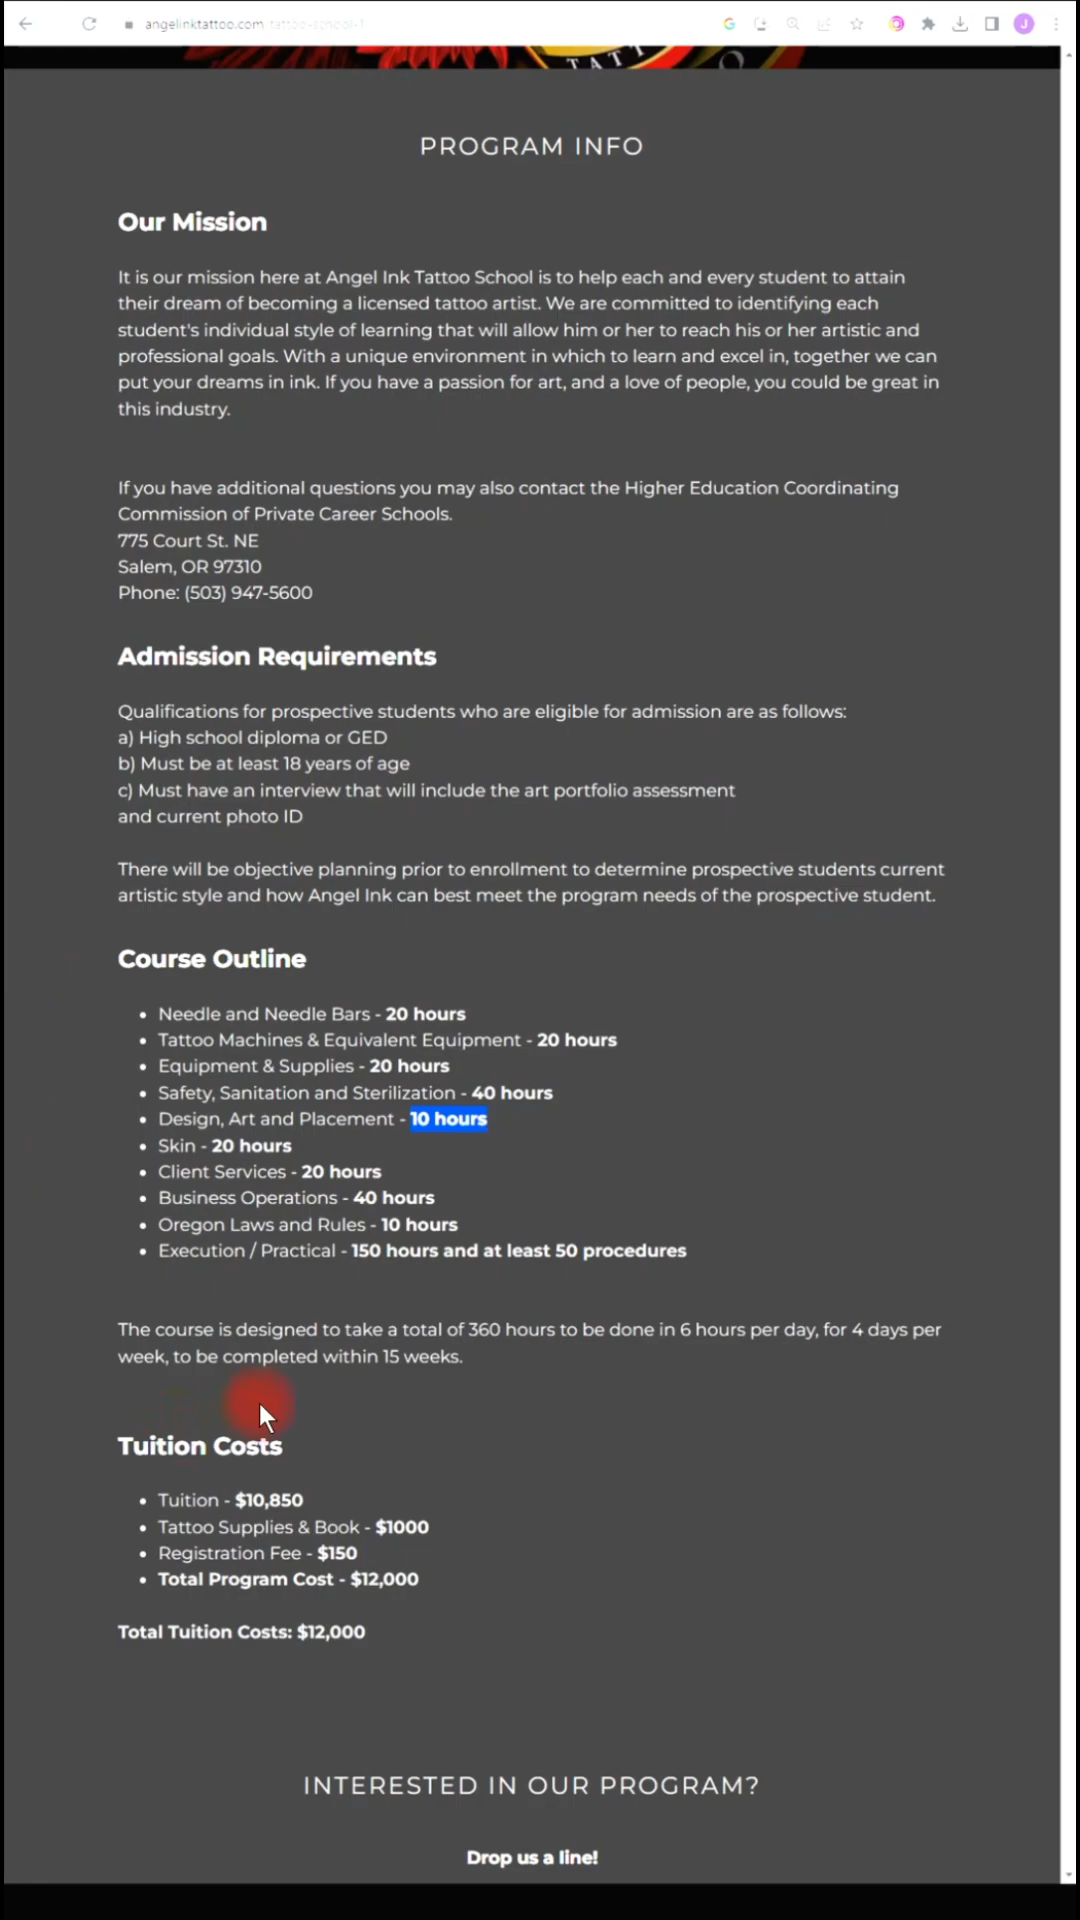 angelinktattoo.com/tattoo-school-1
J
TATT
PROGRAM INFO
Our Mission
It is our mission here at Angel Ink Tattoo School is to help each and every student to attain
their dream of becoming a licensed tattoo artist. We are committed to identifying each
student's individual style of learning that will allow him or her to reach his or her artistic and
professional goals. With a unique environment in which to learn and excel in, together we can
put your dreams in ink. If you have a passion for art, and a love of people, you could be great in
this industry.
If you have additional questions you may also contact the Higher Education Coordinating
Commission of Private Career Schools.
775 Court St. NE
Salem, OR 97310
Phone: (503) 947-5600
Admission Requirements
Qualifications for prospective students who are eligible for admission are as follows:
a) High school diploma or GED
b) Must be at least 18 years of age
c) Must have an interview that will include the art portfolio assessment
and current photo ID
There will be objective planning prior to enrollment to determine prospective students current
artistic style and how Angel Ink can best meet the program needs of the prospective student.
Course Outline
• Needle and Needle Bars - 20 hours
• Tattoo Machines & Equivalent Equipment - 20 hours
• Equipment & Supplies - 20 hours
• Safety, Sanitation and Sterilization - 40 hours
• Design, Art and Placement - 10 hours
• Skin - 20 hours
• Client Services - 20 hours
• Business Operations - 40 hours
• Oregon Laws and Rules - 10 hours
• Execution / Practical - 150 hours and at least 50 procedures
The course is designed to take a total of 360 hours to be done in 6 hours per day, for 4 days per
week, to be completed within 15 weeks.
Tuition Costs
• Tuition - $10,850
• Tattoo Supplies & Book - $1000
• Registration Fee - $150
• Total Program Cost - $12,000
Total Tuition Costs: $12,000
INTERESTED IN OUR PROGRAM?
Drop us a line!